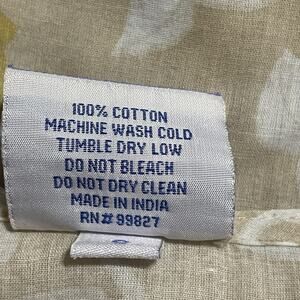 100% COTTON
MACHINE WASH COLD
TUMBLE DRY LOW
DO NOT BLEACH
DO NOT DRY CLEAN
MADE IN INDIA
RN# 99827